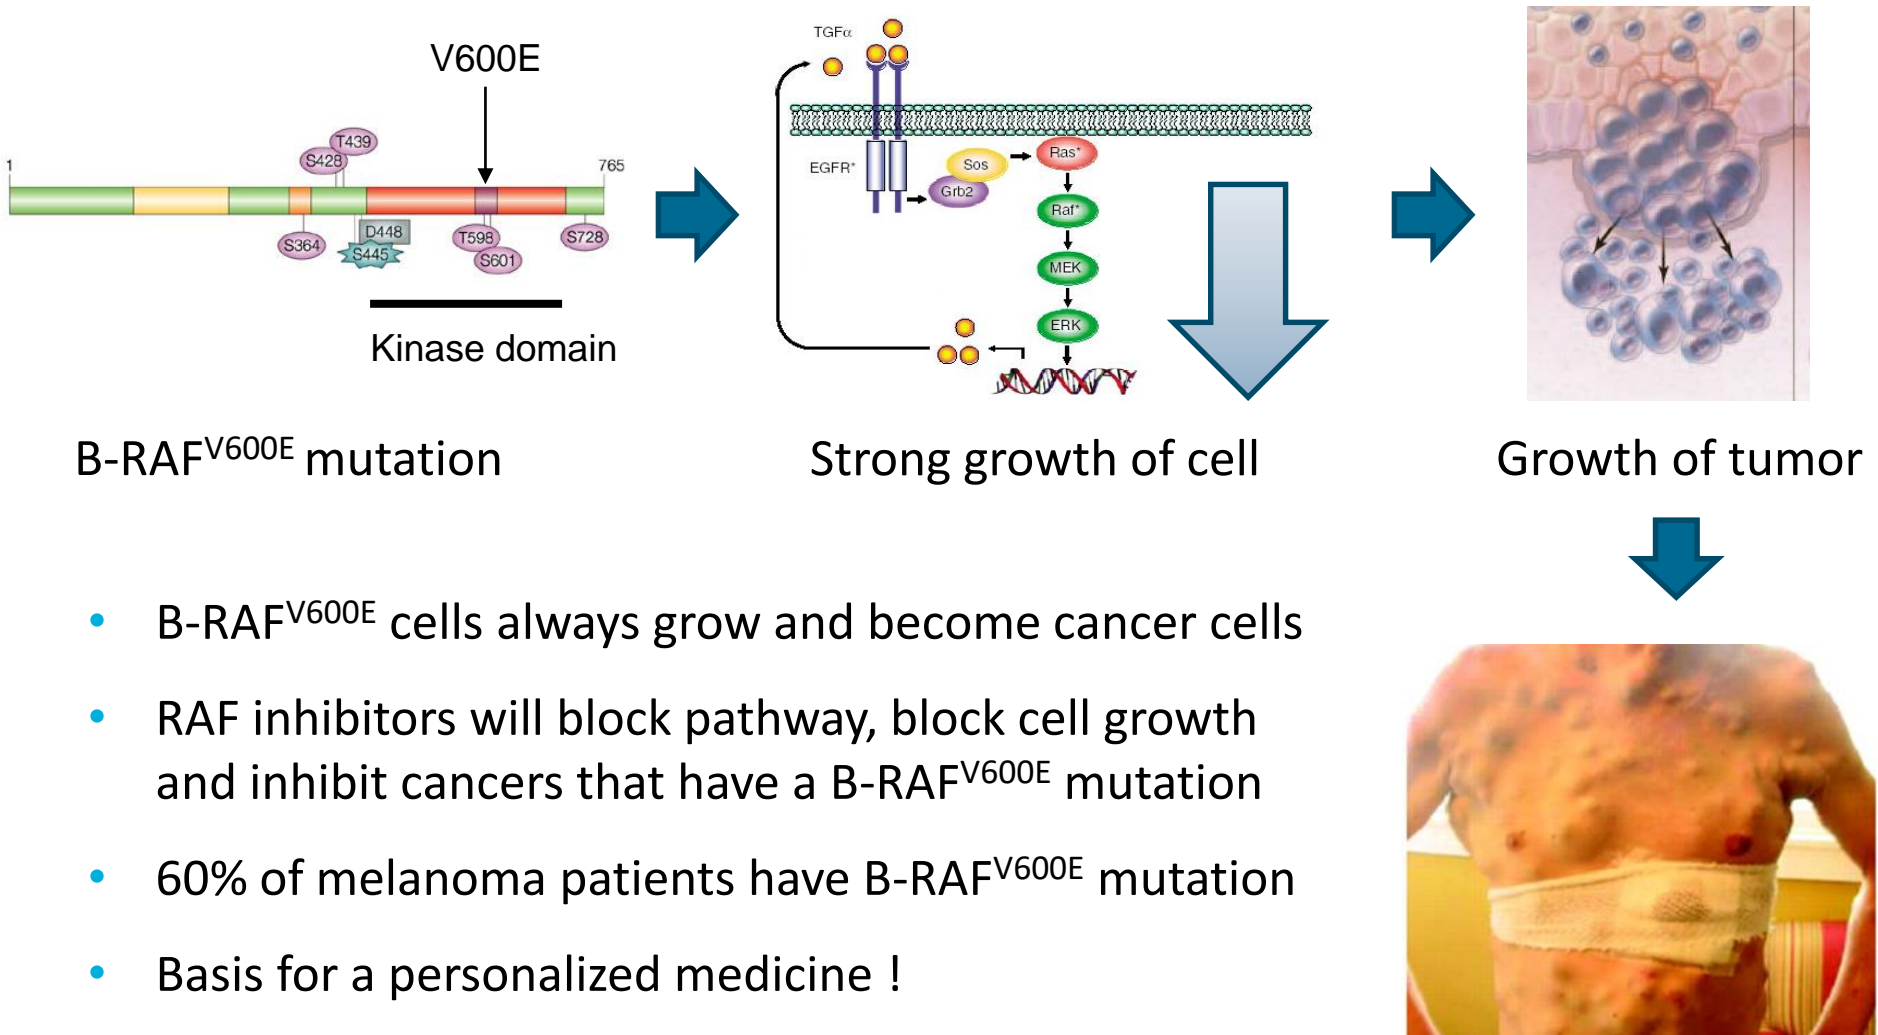 V600E
T439
S428
1
765
D448
S364
S445
T598
S601
S728
Kinase domain
TGFα
EGFR*
Sos
Grb2
Ras*
Raf*
MEK
ERK
B-RAFV600E mutation
Strong growth of cell
Growth of tumor
• B-RAFV600E cells always grow and become cancer cells
• RAF inhibitors will block pathway, block cell growth
and inhibit cancers that have a B-RAFV600E mutation
• 60% of melanoma patients have B-RAFV600E mutation
• Basis for a personalized medicine !